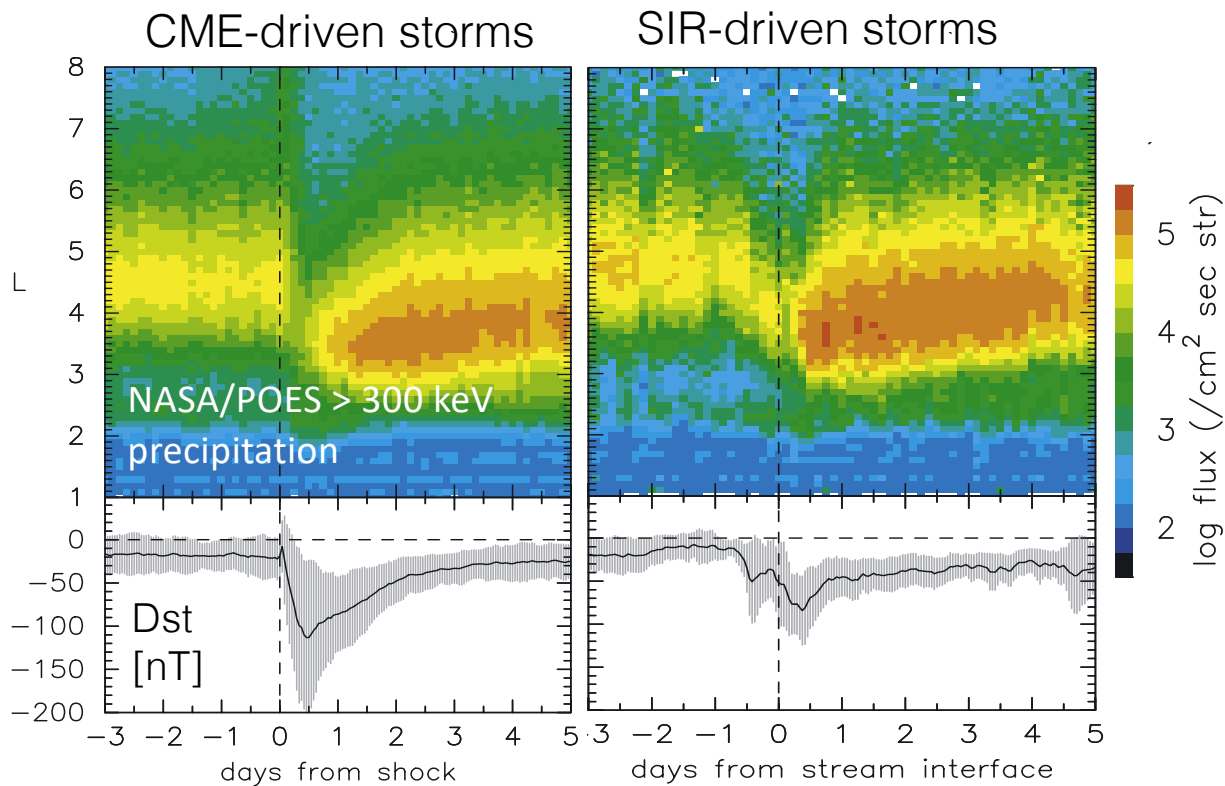 CME-driven storms
SIR-driven storms
8
7
6
5
4
3
2
1
L
NASA/POES > 300 keV
precipitation
5
4
3
2
log flux (/cm² sec str)
0
−50
−100
−150
−200
Dst
[nT]
−3 −2 −1 0 1 2 3 4 5
-3 −2 −1 0 1 2 3 4 5
days from shock
days from stream interface